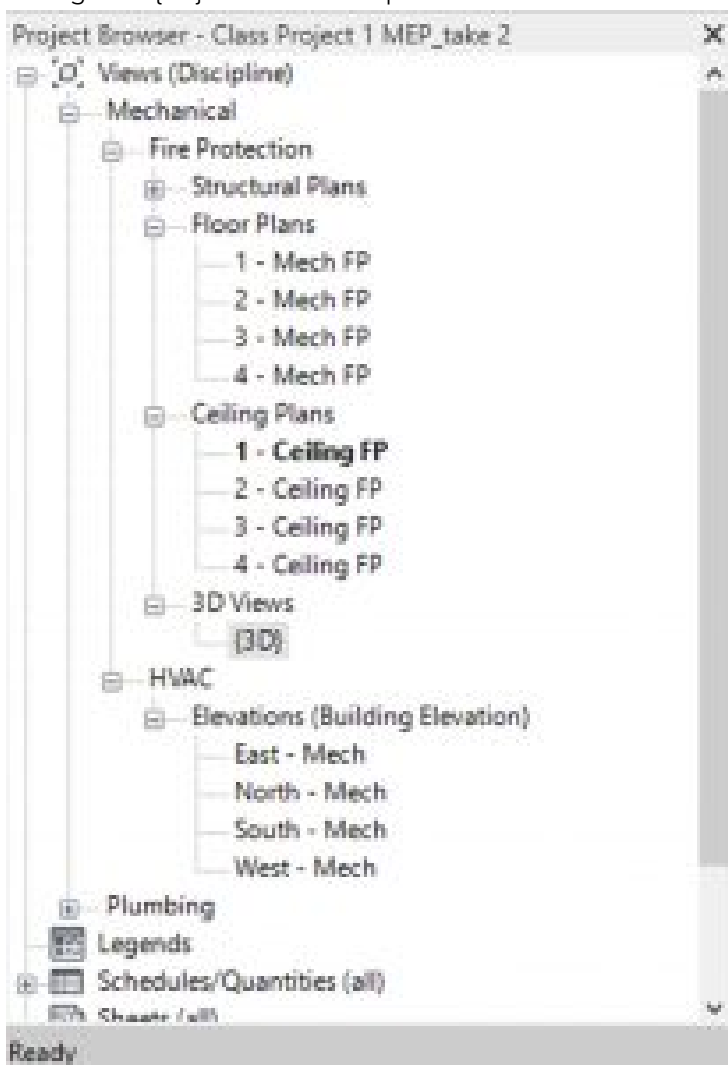 Project Browser - Class Project 1 MEP_take 2
Views (Discipline)
Mechanical
Fire Protection
Structural Plans
Floor Plans
1 - Mech FP
2 - Mech FP
3 - Mech FP
4 - Mech FP
Ceiling Plans
1 - Ceiling FP
2 - Ceiling FP
3 - Ceiling FP
4 - Ceiling FP
3D Views
{3D}
HVAC
Elevations (Building Elevation)
East - Mech
North - Mech
South - Mech
West - Mech
Plumbing
Legends
Schedules/Quantities (all)
Sheets (all)
Ready